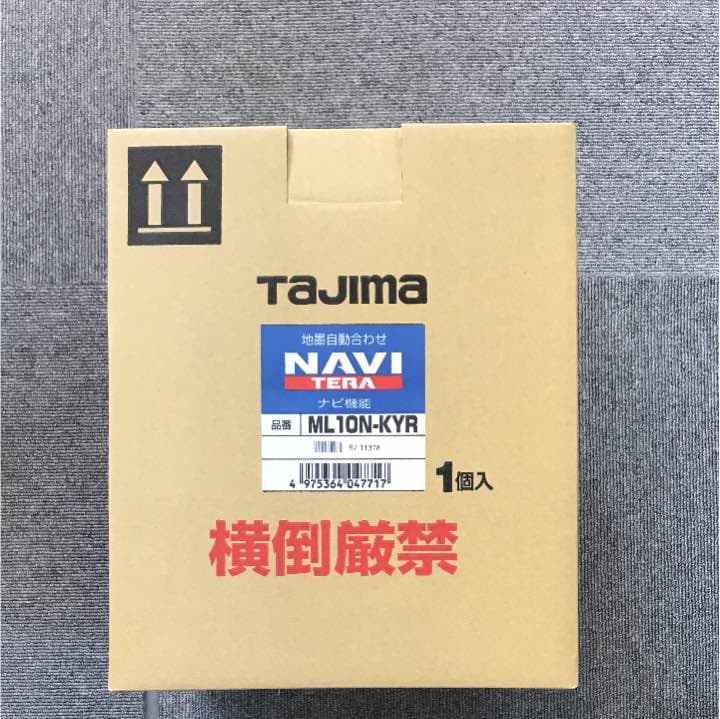 TAJIMA
地墨自動合わせ
NAVI
TERA
ナビ機能
品番 ML10N-KYR
4 975364 047717
1個入
横倒厳禁